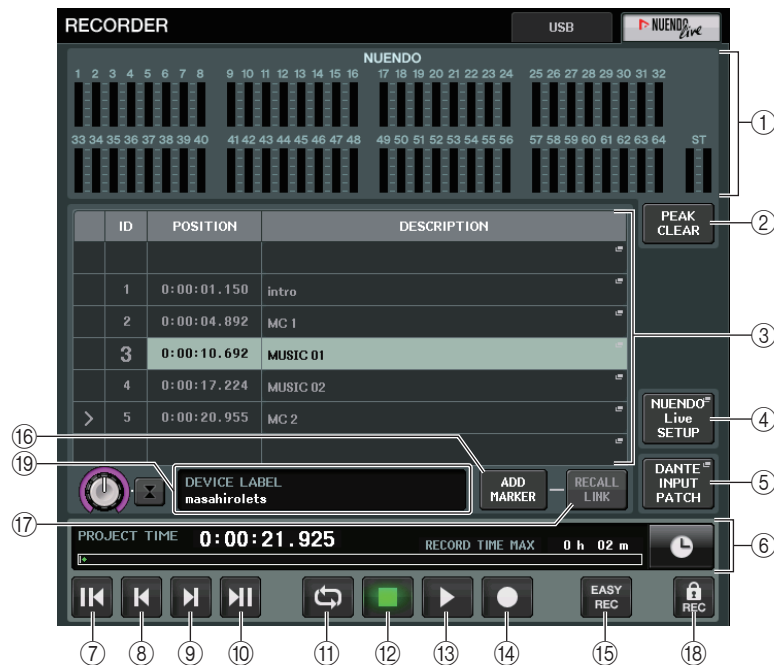 RECORDER
USB
NUENDO live
NUENDO
1 2 3 4 5 6 7 8 9 10 11 12 13 14 15 16 17 18 19 20 21 22 23 24 25 26 27 28 29 30 31 32
33 34 35 36 37 38 39 40 41 42 43 44 45 46 47 48 49 50 51 52 53 54 55 56 57 58 59 60 61 62 63 64 ST
①
PEAK
CLEAR
②
ID POSITION DESCRIPTION
1 0:00:01.150 intro
2 0:00:04.892 MC 1
③
3 0:00:10.692 MUSIC 01
4 0:00:17.224 MUSIC 02
5 0:00:20.955 MC 2
NUENDO
Live
SETUP
④
⑯
⑲
DEVICE LABEL
masahirolets
ADD
MARKER
RECALL
LINK
DANTE
INPUT
PATCH
⑤
⑰
PROJECT TIME 0:00:21.925 RECORD TIME MAX 0 h 02 m
⑥
EASY
REC
REC
⑦ ⑧ ⑨ ⑩ ⑪ ⑫ ⑬ ⑭ ⑮ ⑱